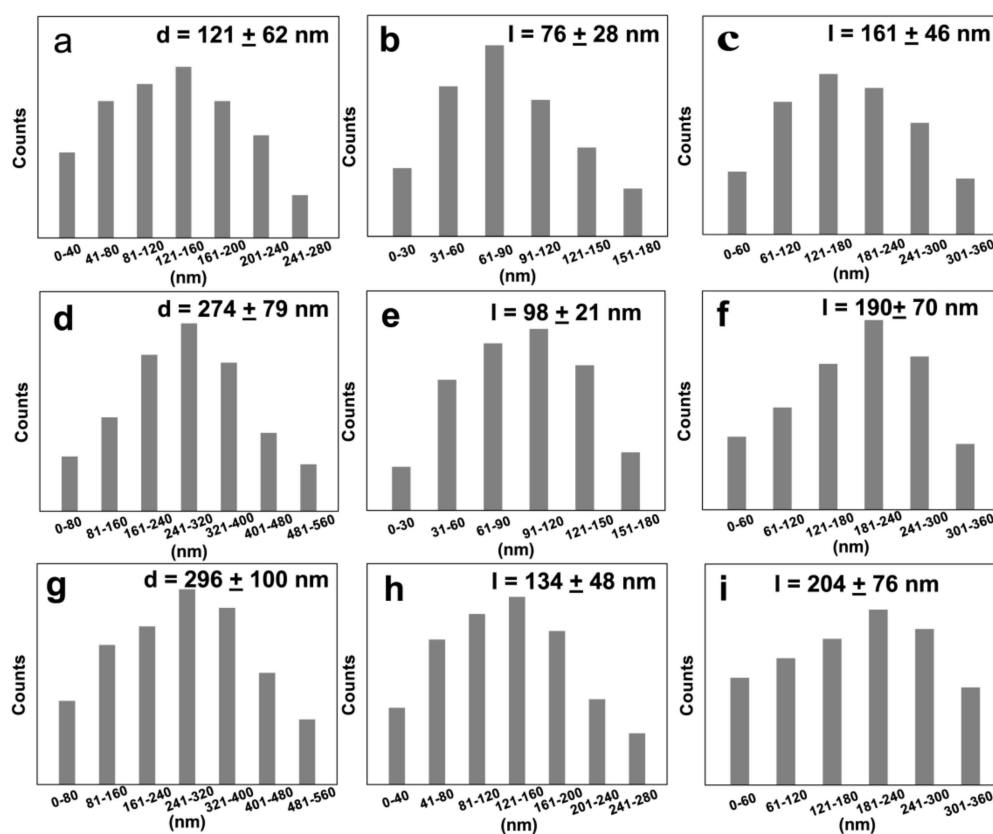 a
d = 121 ± 62 nm
Counts
0-40
41-80
81-120
121-160
161-200
201-240
241-280
(nm)
b
l = 76 ± 28 nm
Counts
0-30
31-60
61-90
91-120
121-150
151-180
(nm)
c
l = 161 ± 46 nm
Counts
0-60
61-120
121-180
181-240
241-300
301-360
(nm)
d
d = 274 ± 79 nm
Counts
0-80
81-160
161-240
241-320
321-400
401-480
481-560
(nm)
e
l = 98 ± 21 nm
Counts
0-30
31-60
61-90
91-120
121-150
151-180
(nm)
f
l = 190± 70 nm
Counts
0-60
61-120
121-180
181-240
241-300
301-360
(nm)
g
d = 296 ± 100 nm
Counts
0-80
81-160
161-240
241-320
321-400
401-480
481-560
(nm)
h
l = 134 ± 48 nm
Counts
0-40
41-80
81-120
121-160
161-200
201-240
241-280
(nm)
i
l = 204 ± 76 nm
Counts
0-60
61-120
121-180
181-240
241-300
301-360
(nm)